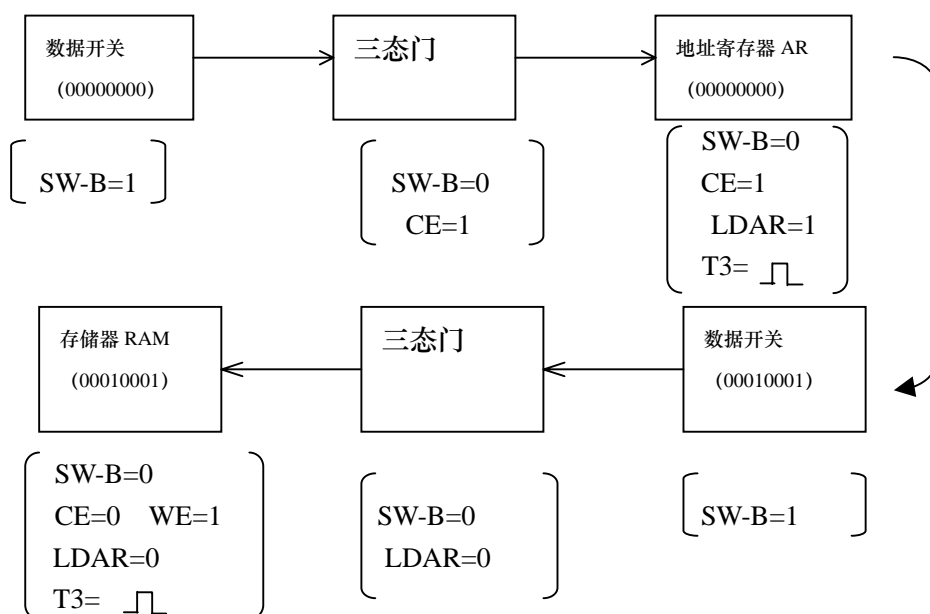 数据开关
（00000000）
三态门
地址寄存器 AR
（00000000）
SW-B=1
SW-B=0
CE=1
SW-B=0
CE=1
LDAR=1
T3=
存储器 RAM
（00010001）
三态门
数据开关
（00010001）
SW-B=0
CE=0 WE=1
LDAR=0
T3=
SW-B=0
LDAR=0
SW-B=1